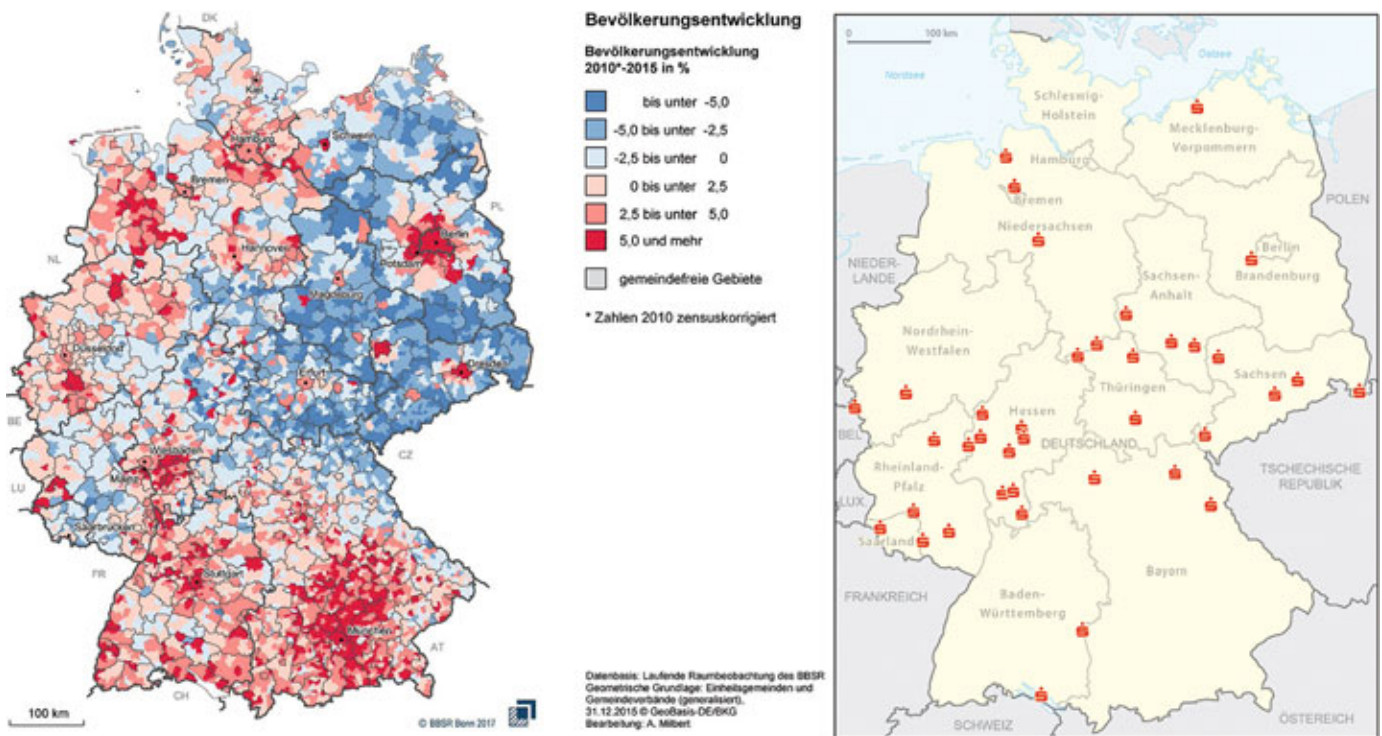 DK
Kiel
Schwerin
Hamburg
Bremen
PL
Berlin
Hannover
Potsdam
NL
Magdeburg
Düsseldorf
Erfurt
Dresden
BE
Wiesbaden
CZ
Mainz
LU
Saarbrücken
FR
Stuttgart
München
AT
CH
100 km
© BBSR Bonn 2017
Bevölkerungsentwicklung
Bevölkerungsentwicklung
2010*-2015 in %
bis unter -5,0
-5,0 bis unter -2,5
-2,5 bis unter 0
0 bis unter 2,5
2,5 bis unter 5,0
5,0 und mehr
gemeindefreie Gebiete
* Zahlen 2010 zensuskorrigiert
Datenbasis: Laufende Raumbeobachtung des BBSR
Geometrische Grundlage: Einheitsgemeinden und
Gemeindeverbände (generalisiert),
31.12.2015 © GeoBasis-DE/BKG
Bearbeitung: A. Milbert
0 100 km
Nordsee
Ostsee
Schleswig-
Holstein
Mecklenburg-
Vorpommern
Hamburg
Bremen
POLEN
Niedersachsen
Berlin
NIEDER-
LANDE
Brandenburg
Sachsen-
Anhalt
Nordrhein-
Westfalen
Sachsen
Thüringen
Hessen
BEL.
DEUTSCHLAND
TSCHECHISCHE
REPUBLIK
Rheinland-
Pfalz
LUX.
Saarland
Bayern
FRANKREICH
Baden-
Württemberg
SCHWEIZ
ÖSTERREICH